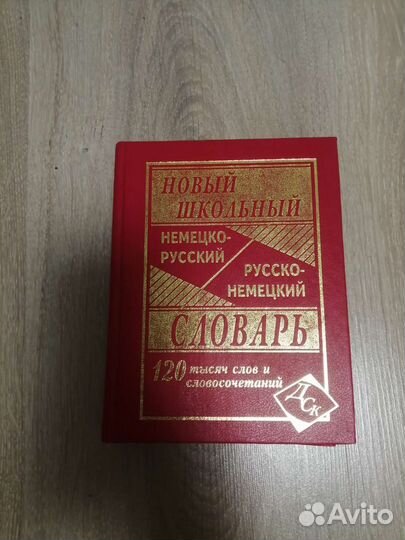 НОВЫЙ
ШКОЛЬНЫЙ
НЕМЕЦКО-
РУССКИЙ
РУССКО-
НЕМЕЦКИЙ
СЛОВАРЬ
120 тысяч слов и
словосочетаний
ДСК
Avito